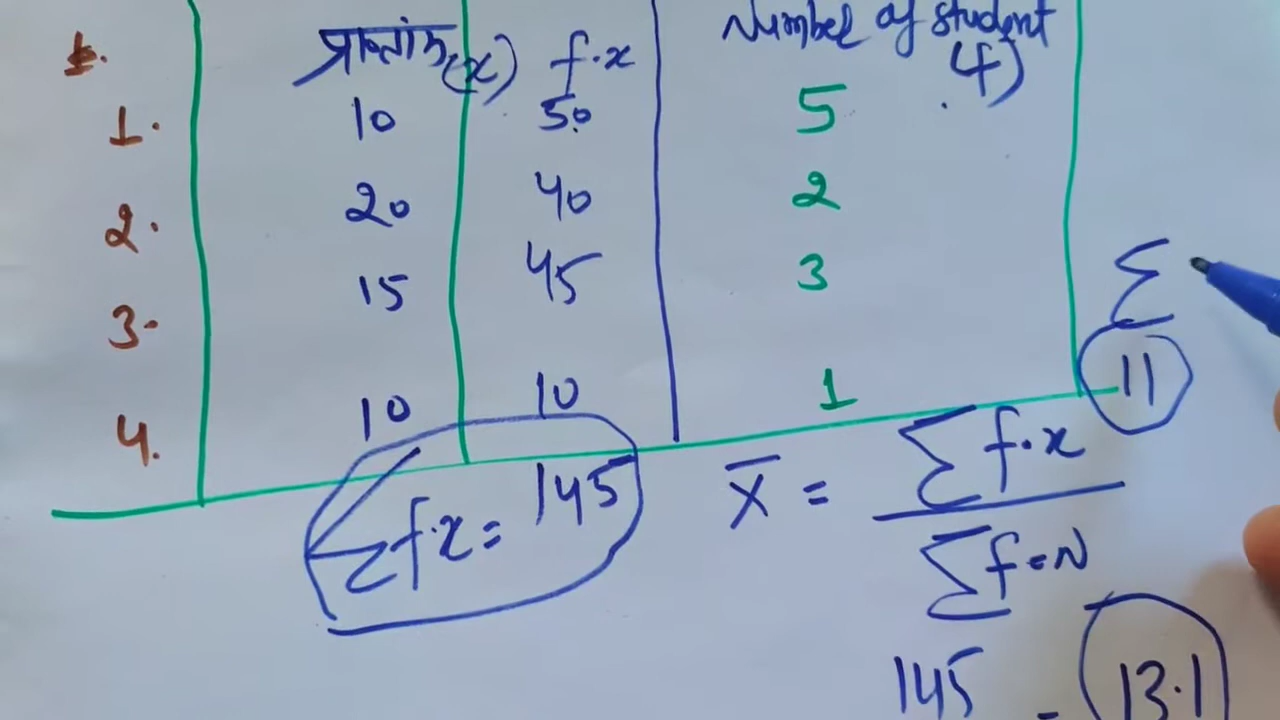 प्राप्तांक (x) f.x Number of student (f)
1. 10 50 5
2. 20 40 2
3. 15 45 3
4. 10 10 1
Σ
11
Σf.x = 145
X̄ = Σf.x / Σf=N
145 = 13.1